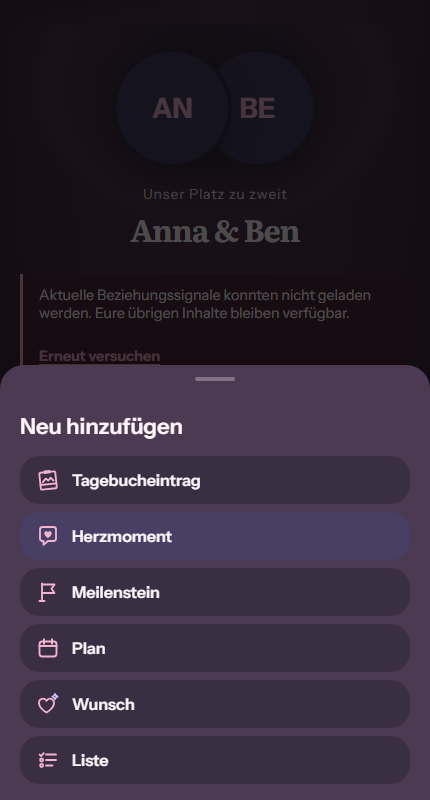 AN BE
Unser Platz zu zweit
Anna & Ben
Aktuelle Beziehungssignale konnten nicht geladen
werden. Eure übrigen Inhalte bleiben verfügbar.
Erneut versuchen
Neu hinzufügen
Tagebucheintrag
Herzmoment
Meilenstein
Plan
Wunsch
Liste